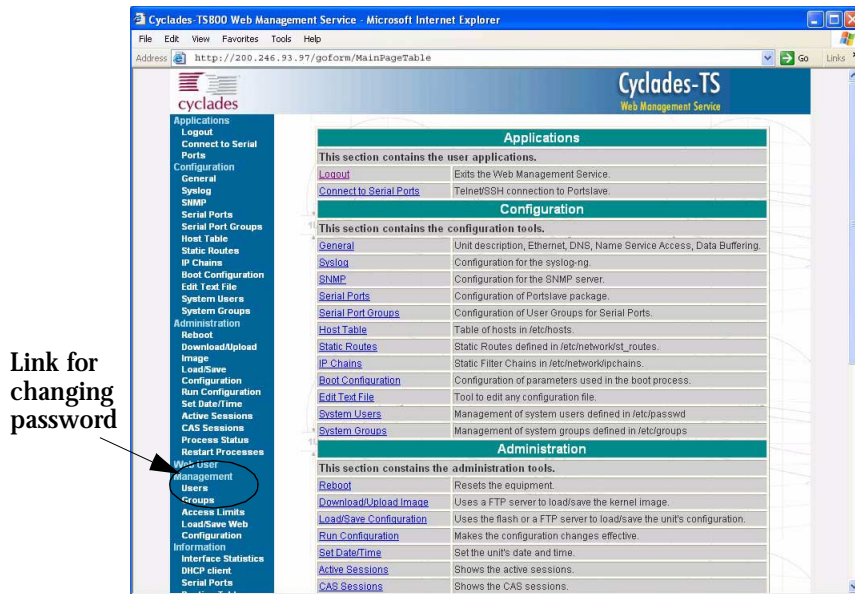 Cyclades-TS800 Web Management Service - Microsoft Internet Explorer
File Edit View Favorites Tools Help
Address http://200.246.93.97/goform/MainPageTable Go Links
cyclades
Cyclades-TS
Web Management Service
Applications
Logout
Connect to Serial
Ports
Configuration
General
Syslog
SNMP
Serial Ports
Serial Port Groups
Host Table
Static Routes
IP Chains
Boot Configuration
Edit Text File
System Users
System Groups
Administration
Reboot
Download/Upload
Image
Load/Save
Configuration
Run Configuration
Set Date/Time
Active Sessions
CAS Sessions
Process Status
Restart Processes
Web User
Management
Users
Groups
Access Limits
Load/Save Web
Configuration
Information
Interface Statistics
DHCP client
Serial Ports
Routing Table
Link for
changing
password
Applications
This section contains the user applications.
Logout Exits the Web Management Service.
Connect to Serial Ports Telnet/SSH connection to Portslave.
Configuration
This section contains the configuration tools.
General Unit description, Ethernet, DNS, Name Service Access, Data Buffering.
Syslog Configuration for the syslog-ng.
SNMP Configuration for the SNMP server.
Serial Ports Configuration of Portslave package.
Serial Port Groups Configuration of User Groups for Serial Ports.
Host Table Table of hosts in /etc/hosts.
Static Routes Static Routes defined in /etc/network/st_routes.
IP Chains Static Filter Chains in /etc/network/ipchains.
Boot Configuration Configuration of parameters used in the boot process.
Edit Text File Tool to edit any configuration file.
System Users Management of system users defined in /etc/passwd
System Groups Management of system groups defined in /etc/groups
Administration
This section constains the administration tools.
Reboot Resets the equipment.
Download/Upload Image Uses a FTP server to load/save the kernel image.
Load/Save Configuration Uses the flash or a FTP server to load/save the unit's configuration.
Run Configuration Makes the configuration changes effective.
Set Date/Time Set the unit's date and time.
Active Sessions Shows the active sessions.
CAS Sessions Shows the CAS sessions.